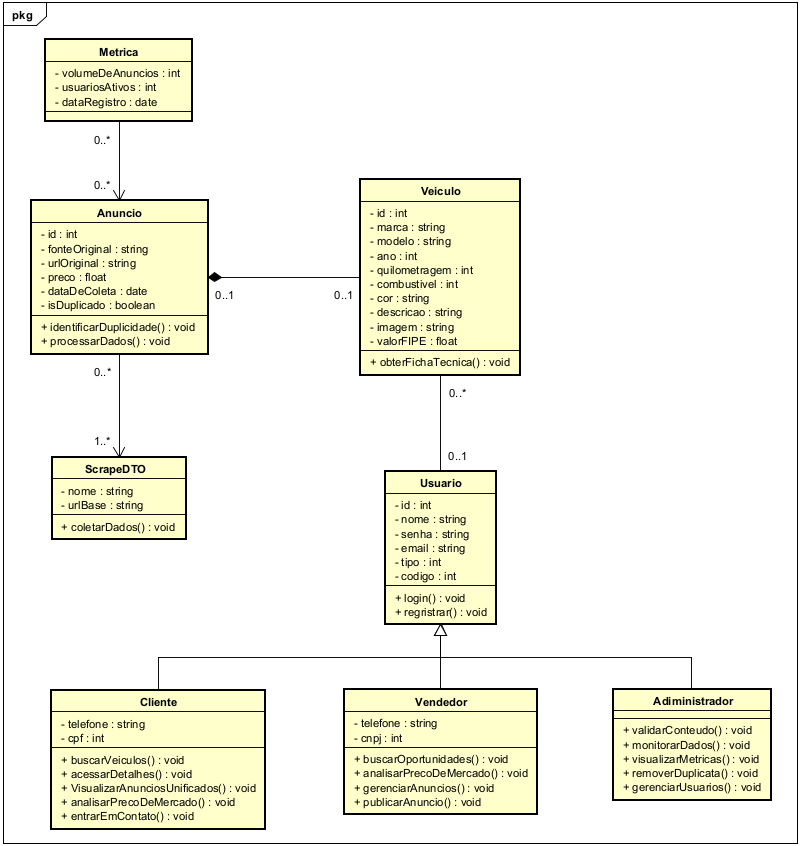 pkg
Metrica
- volumeDeAnuncios : int
- usuariosAtivos : int
- dataRegistro : date
0..*
0..*
Anuncio
- id : int
- fonteOriginal : string
- urlOriginal : string
- preco : float
- dataDeColeta : date
- isDuplicado : boolean
+ identificarDuplicidade() : void
+ processarDados() : void
0..1
0..1
Veiculo
- id : int
- marca : string
- modelo : string
- ano : int
- quilometragem : int
- combustivel : int
- cor : string
- descricao : string
- imagem : string
- valorFIPE : float
+ obterFichaTecnica() : void
0..*
1..*
ScrapeDTO
- nome : string
- urlBase : string
+ coletarDados() : void
0..*
0..1
Usuario
- id : int
- nome : string
- senha : string
- email : string
- tipo : int
- codigo : int
+ login() : void
+ regristrar() : void
Cliente
- telefone : string
- cpf : int
+ buscarVeiculos() : void
+ acessarDetalhes() : void
+ VisualizarAnunciosUnificados() : void
+ analisarPrecoDeMercado() : void
+ entrarEmContato() : void
Vendedor
- telefone : string
- cnpj : int
+ buscarOportunidades() : void
+ analisarPrecoDeMercado() : void
+ gerenciarAnuncios() : void
+ publicarAnuncio() : void
Adiministrador
+ validarConteudo() : void
+ monitorarDados() : void
+ visualizarMetricas() : void
+ removerDuplicata() : void
+ gerenciarUsuarios() : void